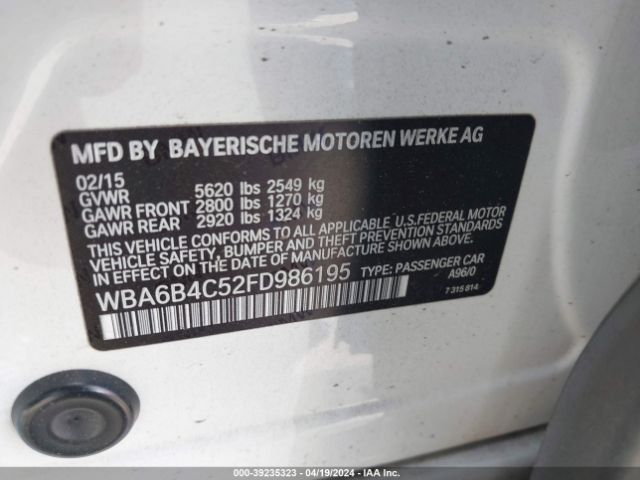 MFD BY BAYERISCHE MOTOREN WERKE AG
02/15
GVWR 5620 lbs 2549 kg
GAWR FRONT 2800 lbs 1270 kg
GAWR REAR 2920 lbs 1324 kg
THIS VEHICLE CONFORMS TO ALL APPLICABLE U.S.FEDERAL MOTOR
VEHICLE SAFETY, BUMPER AND THEFT PREVENTION STANDARDS
IN EFFECT ON THE DATE OF MANUFACTURE SHOWN ABOVE.
WBA6B4C52FD986195 TYPE: PASSENGER CAR
A96/0
7 315 814
000-39235323 / 04/19/2024 - IAA Inc.